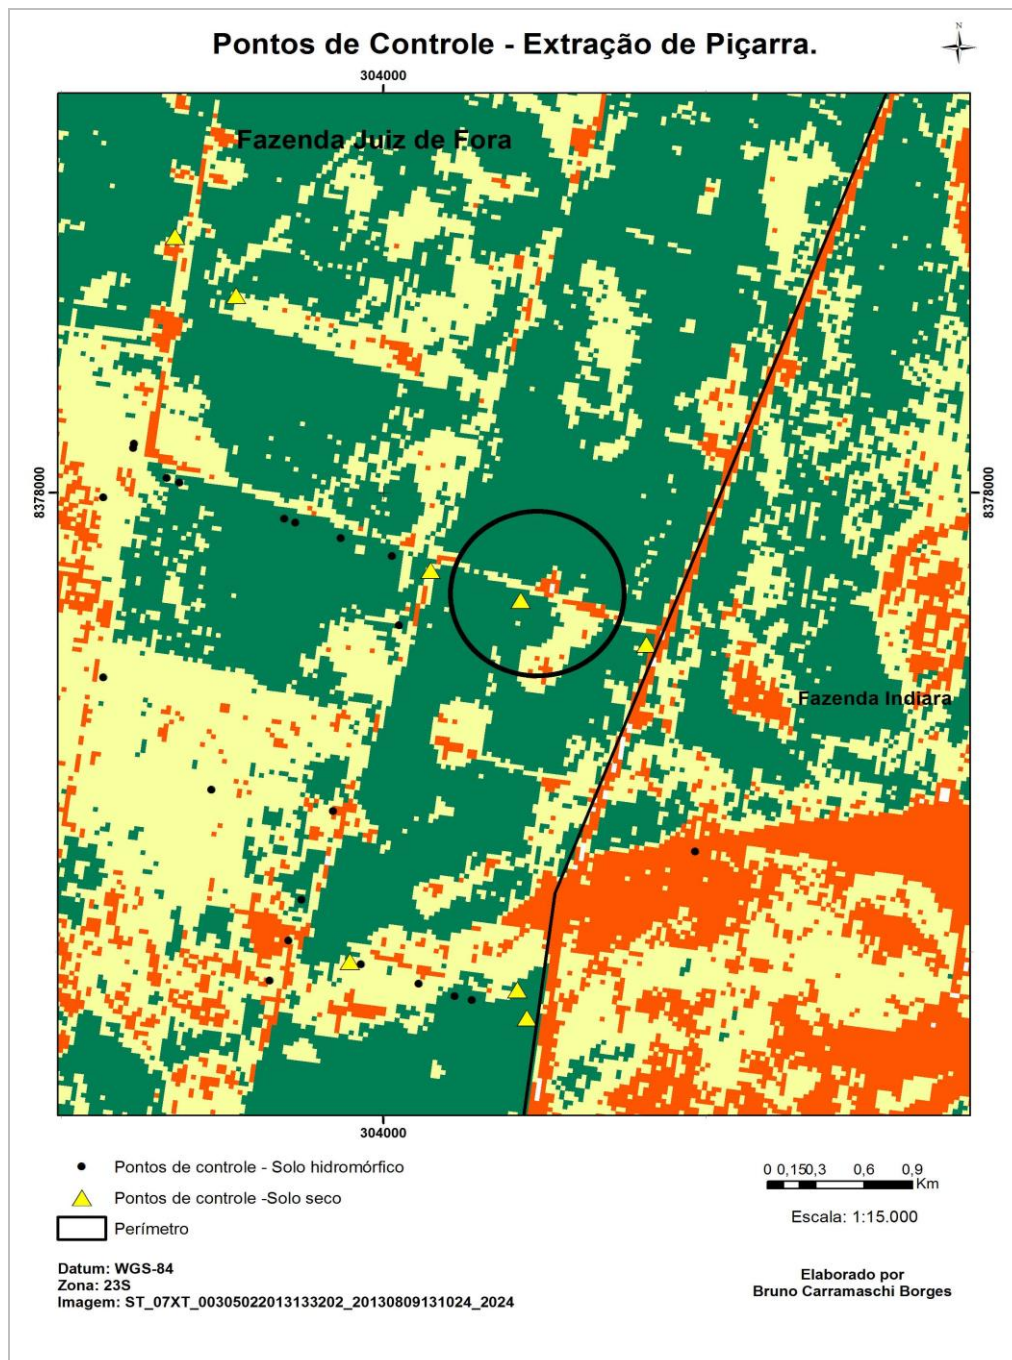 Pontos de Controle - Extração de Piçarra.
N
304000
Fazenda Juiz de Fora
8378000
8378000
Fazenda Indiara
304000
Pontos de controle - Solo hidromórfico
Pontos de controle -Solo seco
Perímetro
0 0,150,3 0,6 0,9
Km
Escala: 1:15.000
Datum: WGS-84
Zona: 23S
Imagem: ST_07XT_00305022013133202_20130809131024_2024
Elaborado por
Bruno Carramaschi Borges